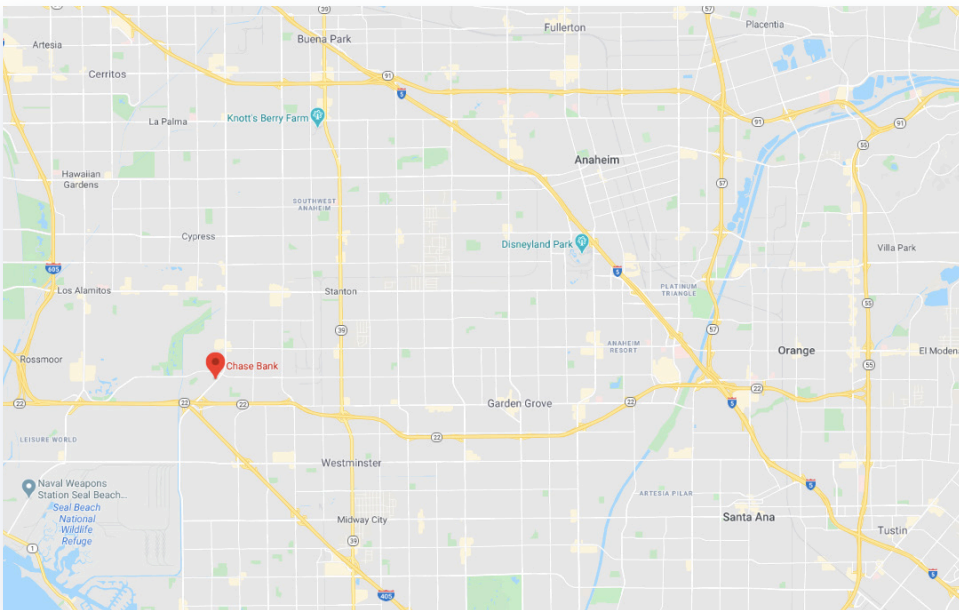 39
57
Fullerton
Placentia
Artesia
Buena Park
Cerritos
91
5
Knott's Berry Farm
La Palma
91
91
55
Anaheim
Hawaiian
Gardens
57
SOUTHWEST
ANAHEIM
Cypress
Disneyland Park
Villa Park
605
5
Los Alamitos
Stanton
PLATINUM
TRIANGLE
55
39
57
ANAHEIM
RESORT
Orange
El Modena
Rossmoor
Chase Bank
55
22
22
22
22
Garden Grove
22
5
LEISURE WORLD
22
Westminster
Naval Weapons
Station Seal Beach...
Seal Beach
National
Wildlife
Refuge
5
ARTESIA PILAR
Midway City
Santa Ana
39
Tustin
1
5
405